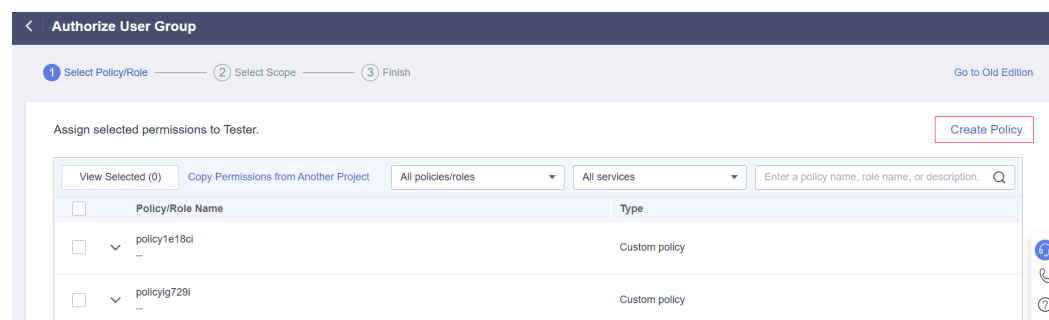 Authorize User Group
1 Select Policy/Role 2 Select Scope 3 Finish Go to Old Edition
Assign selected permissions to Tester. Create Policy
View Selected (0) Copy Permissions from Another Project All policies/roles All services Enter a policy name, role name, or description.
Policy/Role Name Type
policy1e18ci
-- Custom policy
policyig729i
-- Custom policy